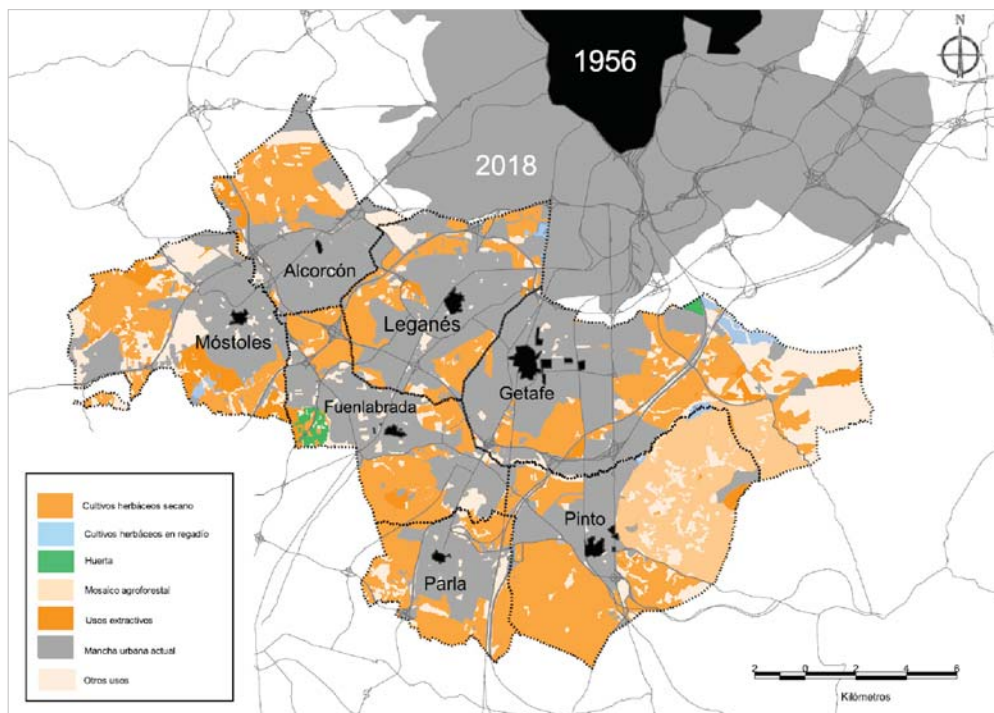 N
1956
2018
Alcorcón
Leganés
Móstoles
Getafe
Fuenlabrada
Pinto
Parla
Cultivos herbáceos secano
Cultivos herbáceos en regadío
Huerta
Mosaico agroforestal
Usos extractivos
Mancha urbana actual
Otros usos
2 0 2 4 6
Kilómetros